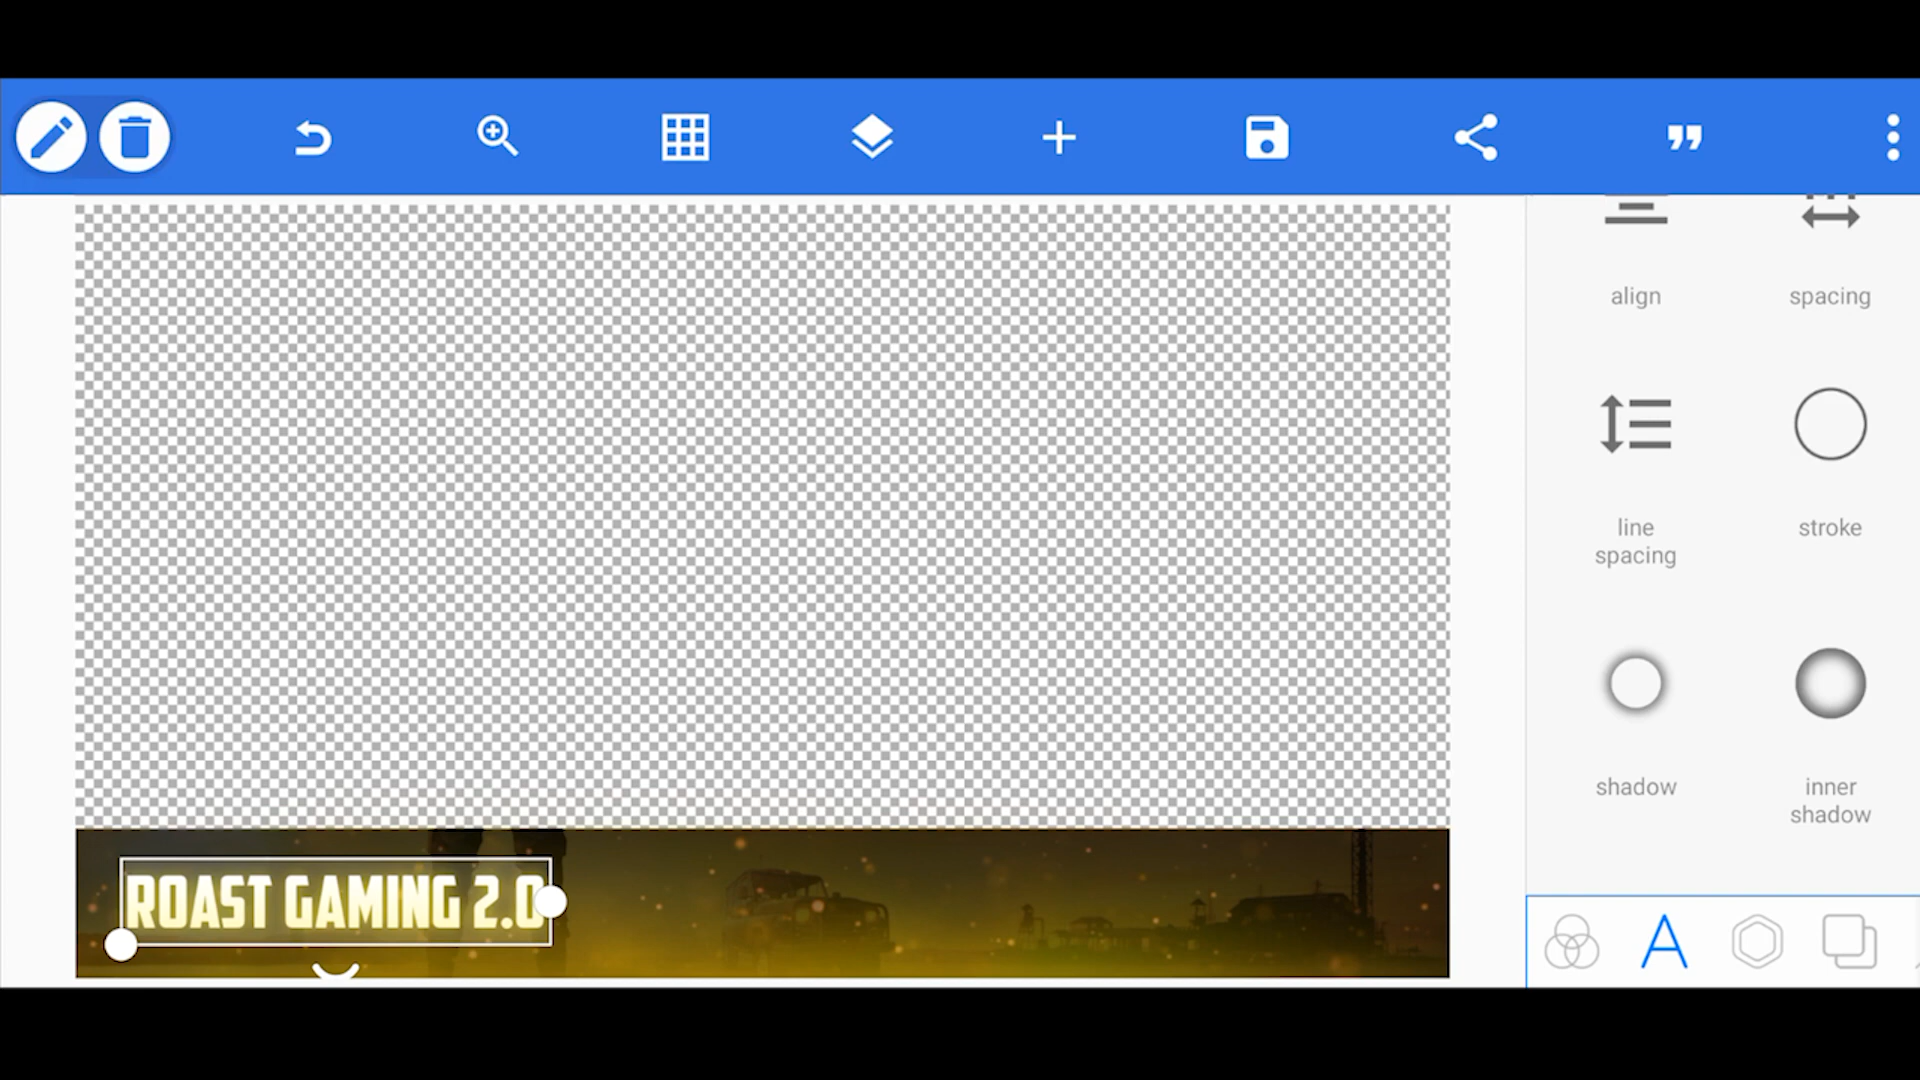 align
spacing
line
spacing
stroke
shadow
inner
shadow
ROAST GAMING 2.0